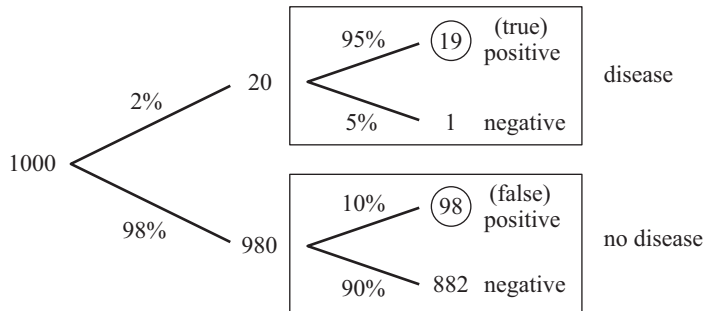 1000
2%
98%
20
980
95%
5%
19 (true) positive
1 negative
disease
10%
90%
98 (false) positive
882 negative
no disease